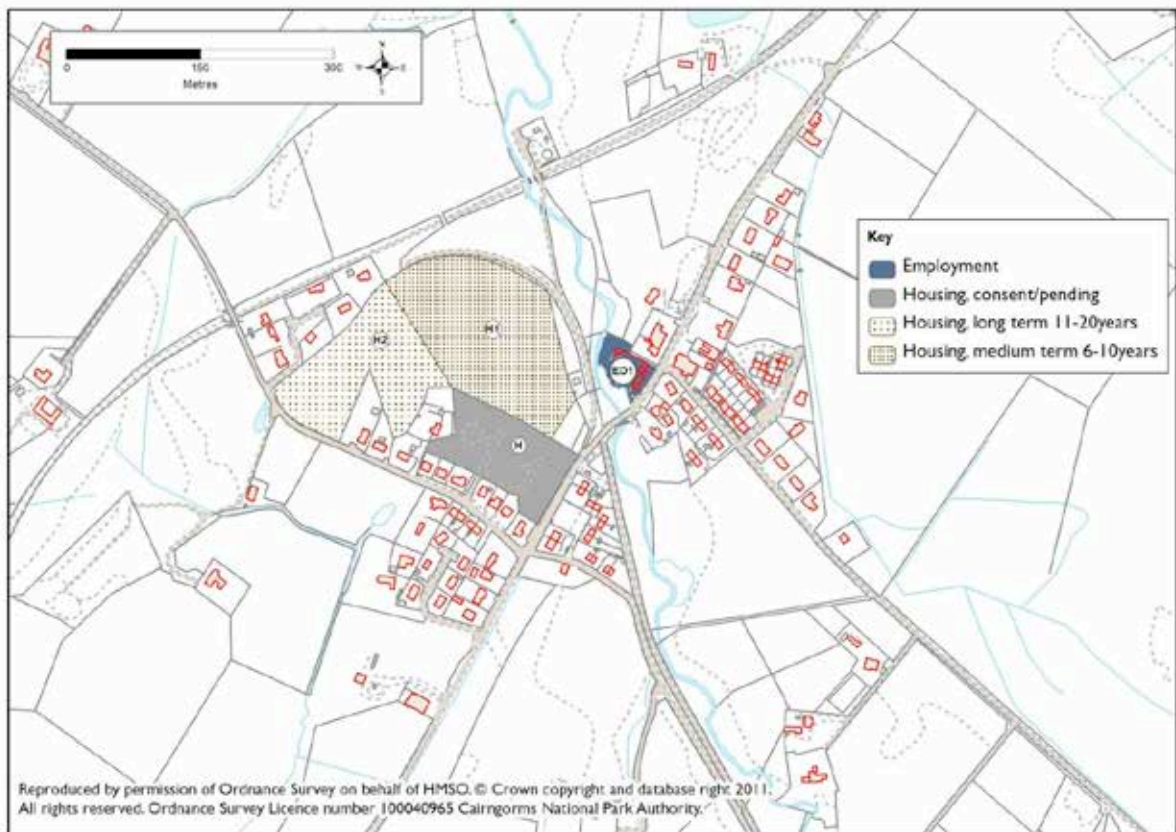 0 150 300
Metres
N
W E
S
Key
Employment
Housing, consent/pending
Housing, long term 11-20years
Housing, medium term 6-10years
H1
H2
ED1
H
Reproduced by permission of Ordnance Survey on behalf of HMSO. © Crown copyright and database right 2011.
All rights reserved. Ordnance Survey Licence number 100040965 Cairngorms National Park Authority.